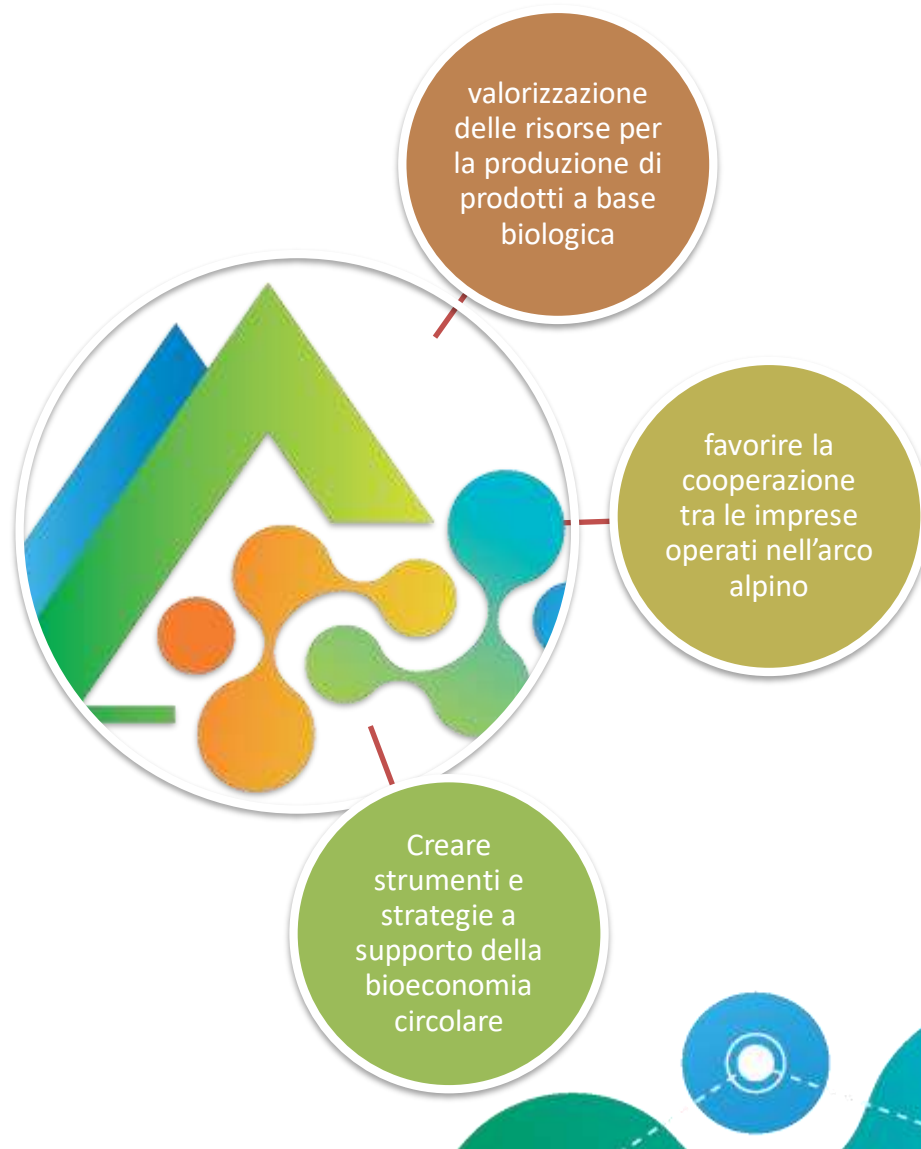 valorizzazione
delle risorse per
la produzione di
prodotti a base
biologica
favorire la
cooperazione
tra le imprese
operati nell’arco
alpino
Creare
strumenti e
strategie a
supporto della
bioeconomia
circolare